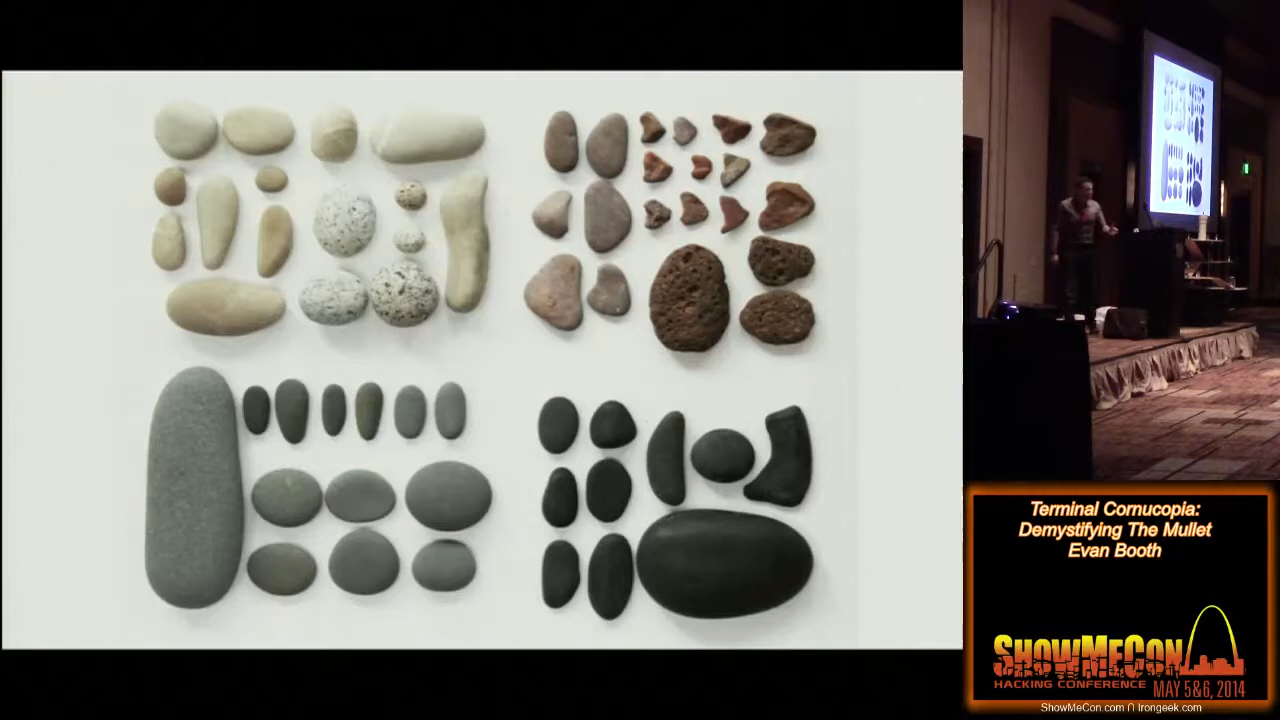 Terminal Cornucopia:
Demystifying The Mullet
Evan Booth
SHOWMECON
HACKING CONFERENCE
MAY 5&6, 2014
ShowMeCon.com ∩ Irongeek.com